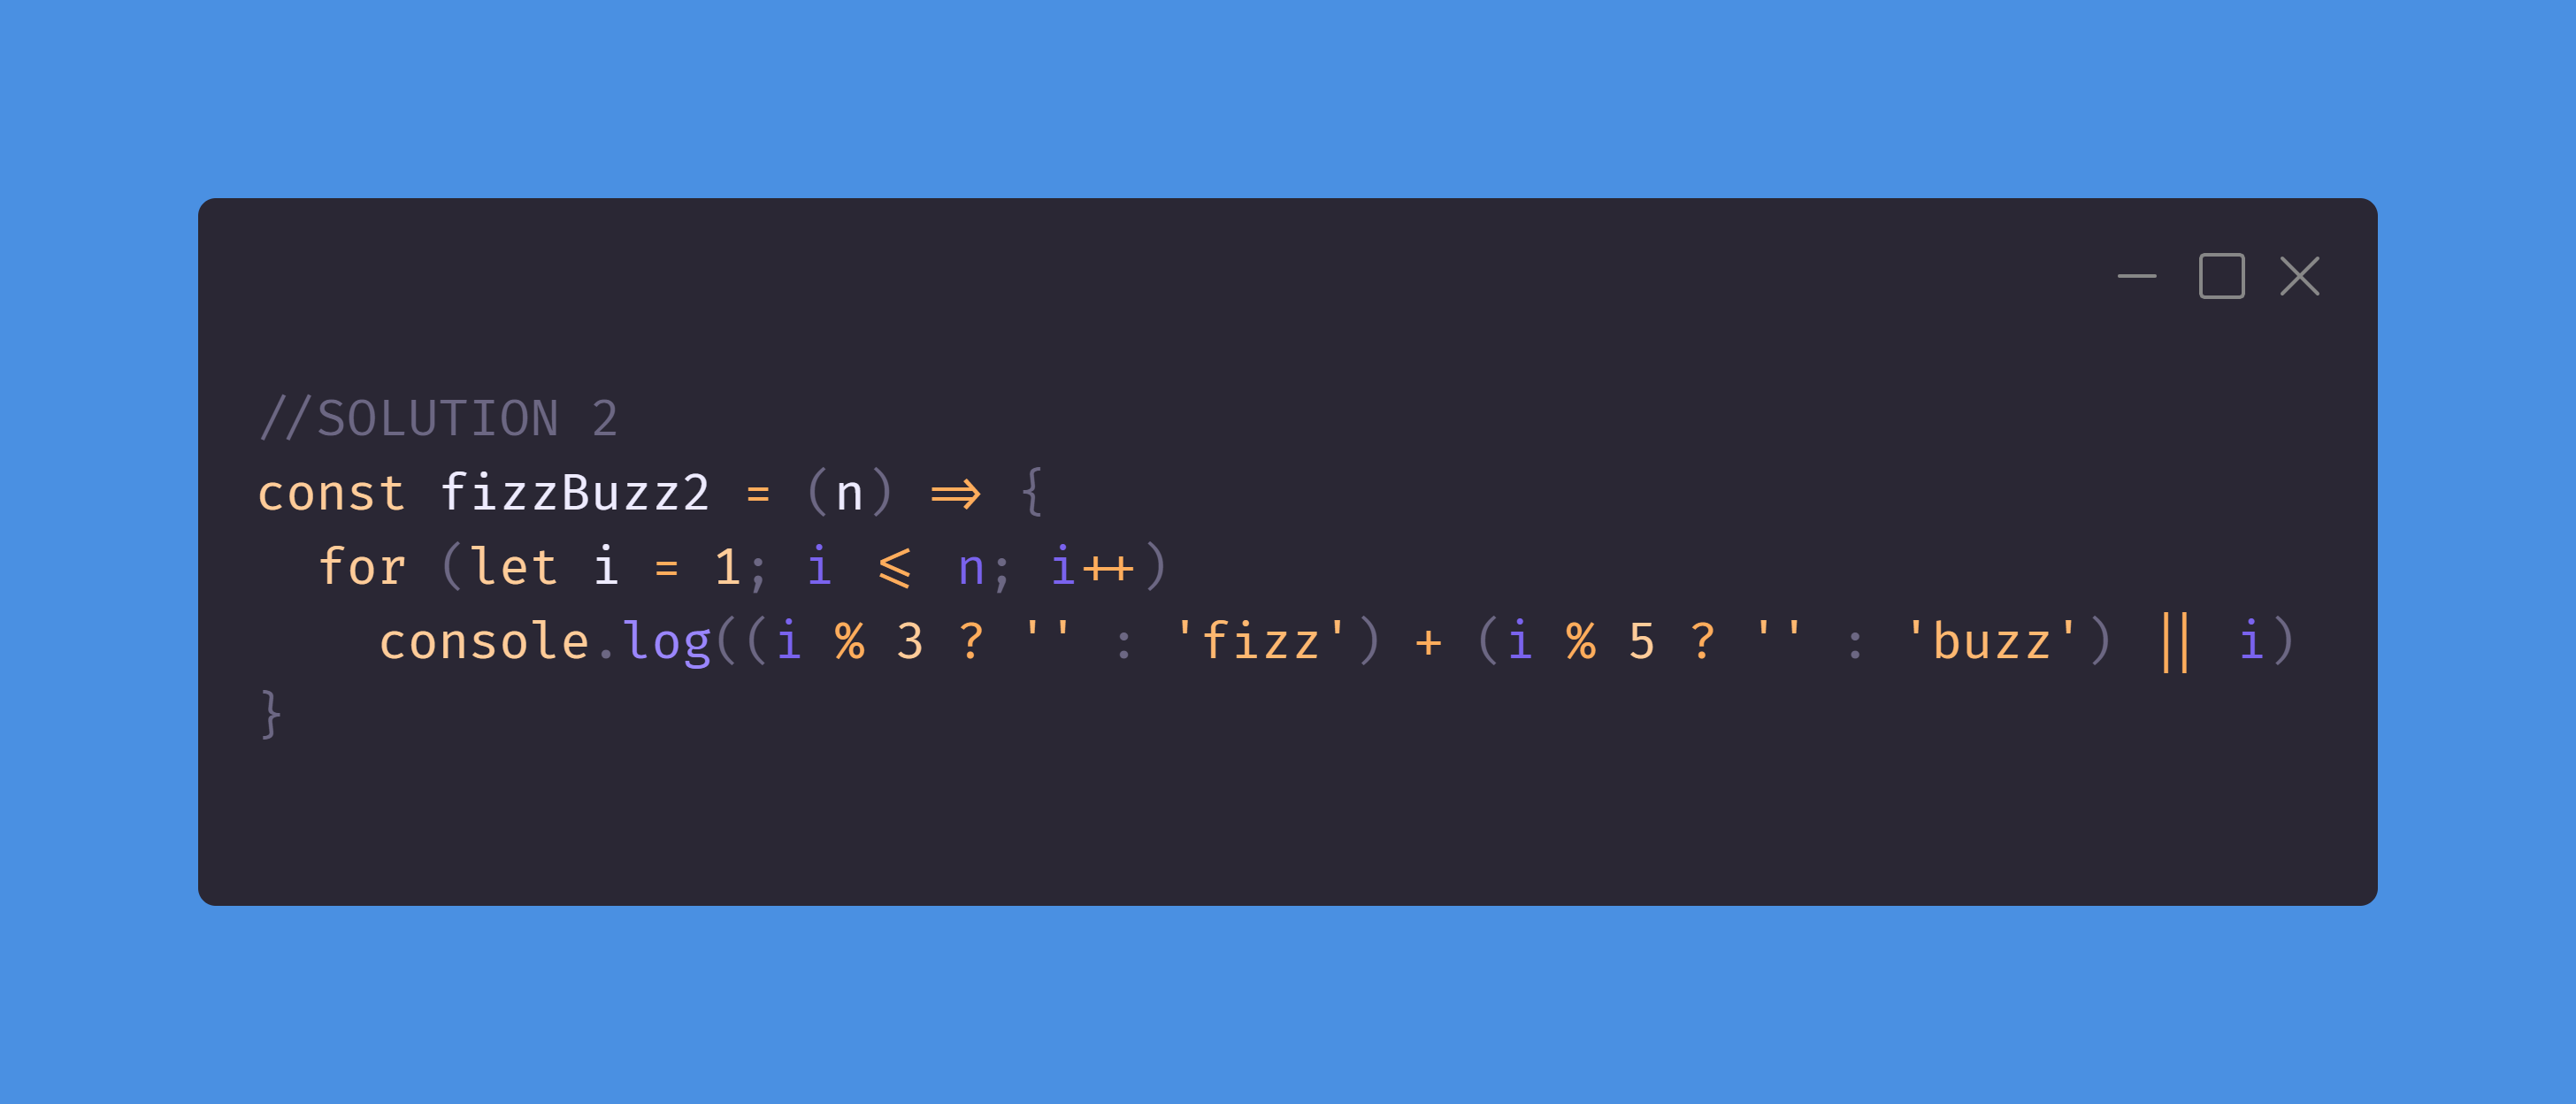 //SOLUTION 2
const fizzBuzz2 = (n) => {
  for (let i = 1; i <= n; i++)
    console.log((i % 3 ? '' : 'fizz') + (i % 5 ? '' : 'buzz') || i)
}